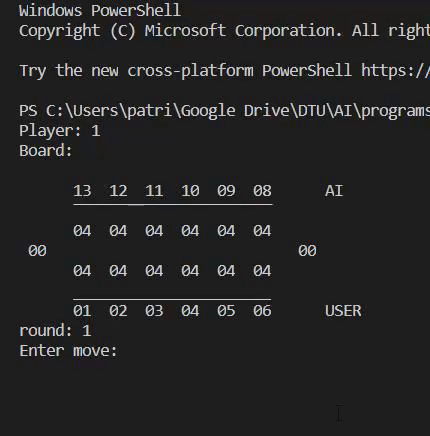 Windows PowerShell
Copyright (C) Microsoft Corporation. All right
Try the new cross-platform PowerShell https://
PS C:\Users\patri\Google Drive\DTU\AI\programs
Player: 1
Board:
13 12 11 10 09 08 AI
04 04 04 04 04 04
00 00
04 04 04 04 04 04
01 02 03 04 05 06 USER
round: 1
Enter move: